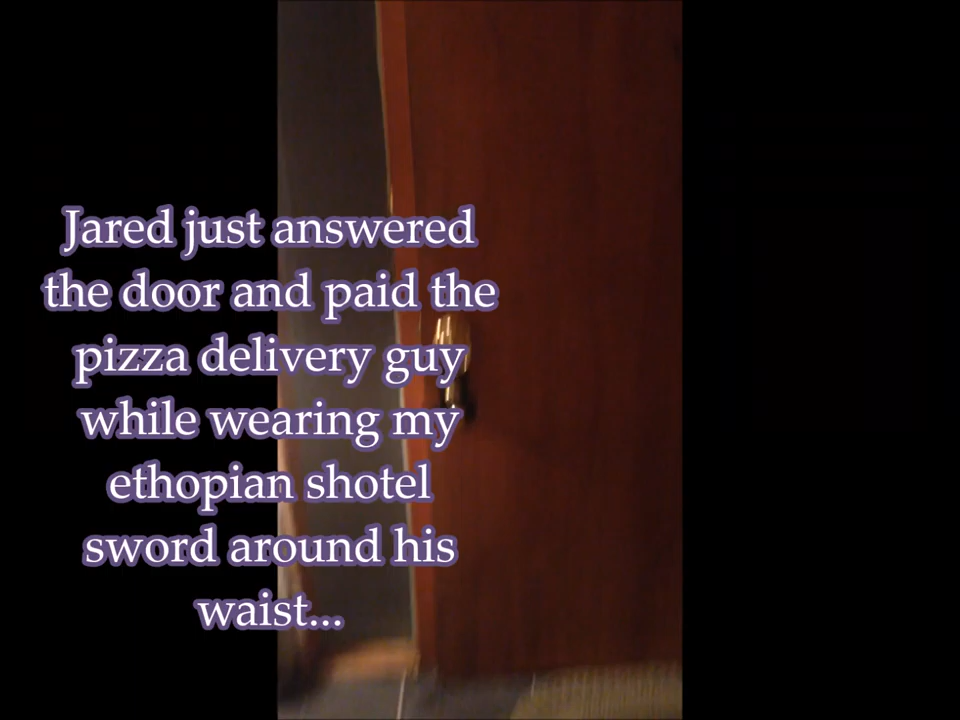 Jared just answered
the door and paid the
pizza delivery guy
while wearing my
ethopian shotel
sword around his
waist...